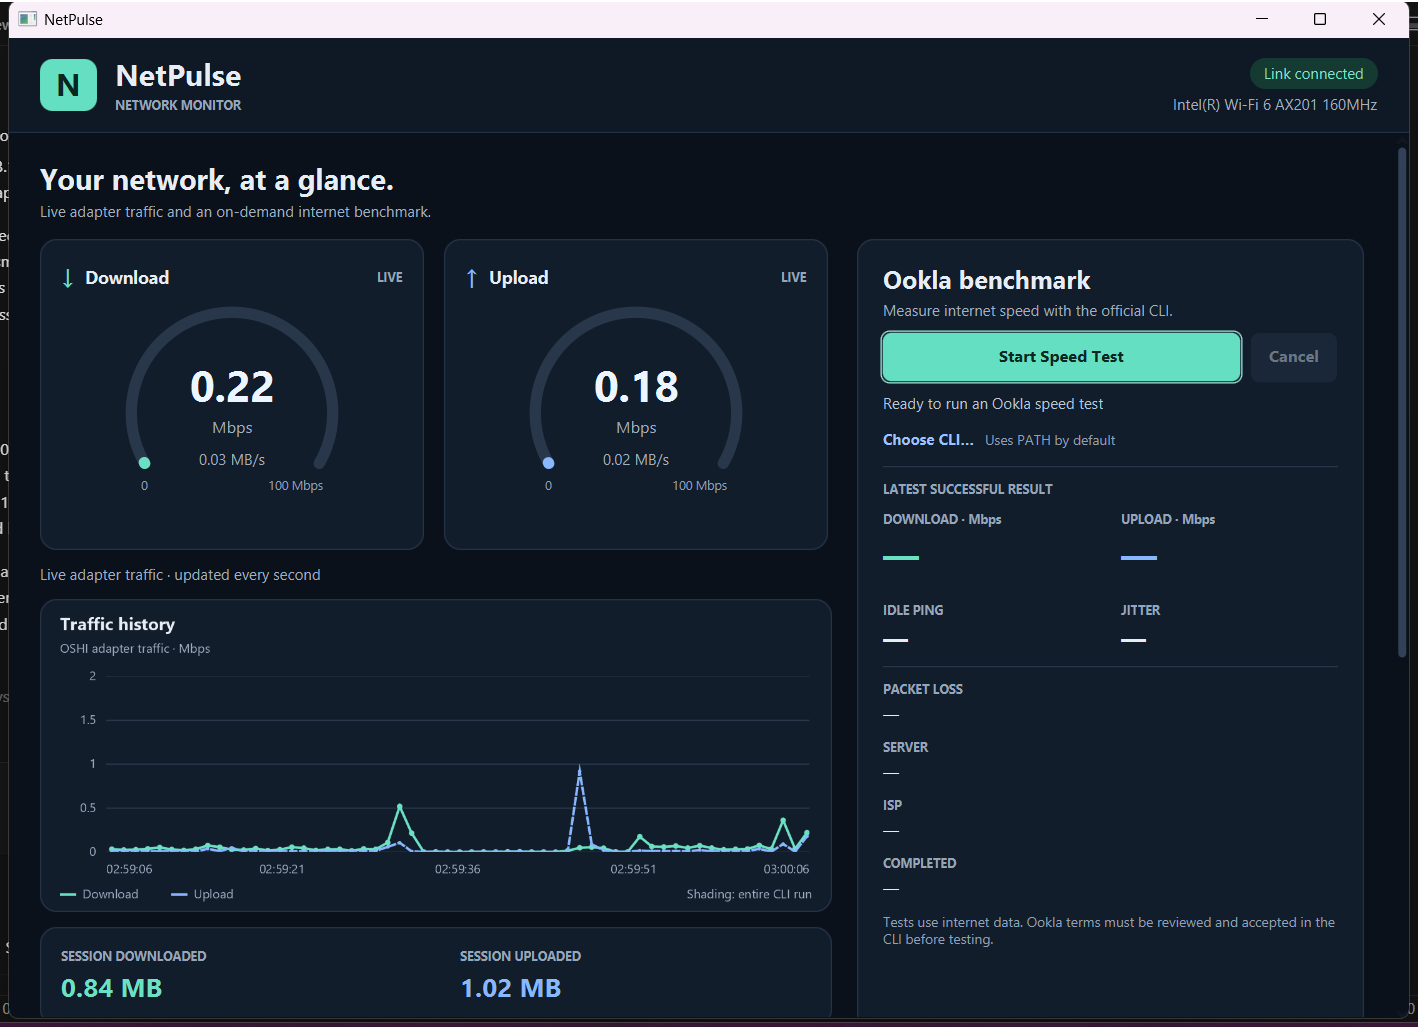 NetPulse
N
NetPulse
NETWORK MONITOR
Link connected
Intel(R) Wi-Fi 6 AX201 160MHz
Your network, at a glance.
Live adapter traffic and an on-demand internet benchmark.
↓ Download LIVE
0.22
Mbps
0.03 MB/s
0 100 Mbps
↑ Upload LIVE
0.18
Mbps
0.02 MB/s
0 100 Mbps
Live adapter traffic · updated every second
Traffic history
OSHI adapter traffic · Mbps
2
1.5
1
0.5
0
02:59:06 02:59:21 02:59:36 02:59:51 03:00:06
Download Upload Shading: entire CLI run
SESSION DOWNLOADED SESSION UPLOADED
0.84 MB 1.02 MB
Ookla benchmark
Measure internet speed with the official CLI.
Start Speed Test Cancel
Ready to run an Ookla speed test
Choose CLI... Uses PATH by default
LATEST SUCCESSFUL RESULT
DOWNLOAD · Mbps UPLOAD · Mbps
— —
IDLE PING JITTER
— —
PACKET LOSS
—
SERVER
—
ISP
—
COMPLETED
—
Tests use internet data. Ookla terms must be reviewed and accepted in the
CLI before testing.